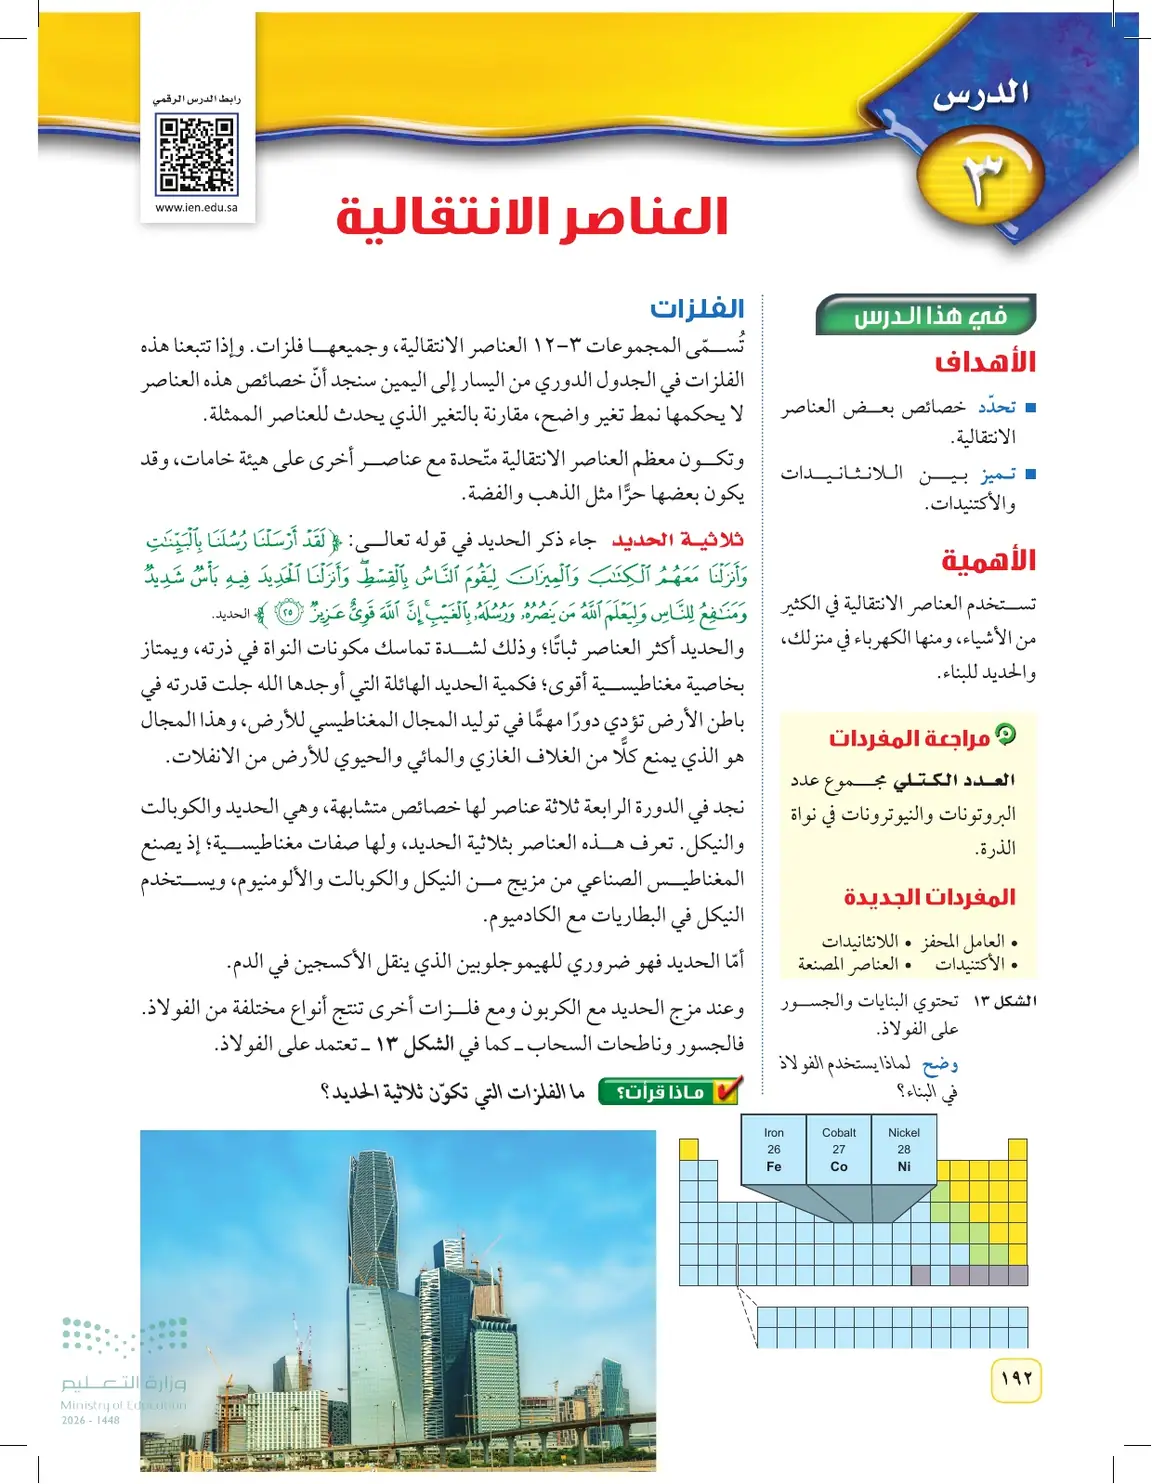 الدرس
٣
رابط الدرس الرقمي
www.ien.edu.sa
العناصر الانتقالية
في هذا الدرس
الأهداف
■ تحدّد خصائص بعض العناصر
الانتقالية.
■ تميز بين اللانثانيدات
والأكتنيدات.
الأهمية
تستخدم العناصر الانتقالية في الكثير
من الأشياء، ومنها الكهرباء في منزلك،
والحديد للبناء.
مراجعة المفردات
العدد الكتلي مجموع عدد
البروتونات والنيوترونات في نواة
الذرة.
المفردات الجديدة
• العامل المحفز • اللانثانيدات
• الأكتنيدات • العناصر المصنعة
الشكل ١٣ تحتوي البنايات والجسور
على الفولاذ.
وضح لماذا يستخدم الفولاذ
في البناء؟
الفلزات
تُسمّى المجموعات ٣-١٢ العناصر الانتقالية، وجميعها فلزات. وإذا تتبعنا هذه
الفلزات في الجدول الدوري من اليسار إلى اليمين سنجد أنّ خصائص هذه العناصر
لا يحكمها نمط تغير واضح، مقارنة بالتغير الذي يحدث للعناصر الممثلة.
وتكون معظم العناصر الانتقالية متّحدة مع عناصر أخرى على هيئة خامات، وقد
يكون بعضها حرًّا مثل الذهب والفضة.
ثلاثية الحديد جاء ذكر الحديد في قوله تعالى: ﴿ لَقَدْ أَرْسَلْنَا رُسُلَنَا بِٱلْبَيِّنَٰتِ
وَأَنزَلْنَا مَعَهُمُ ٱلْكِتَٰبَ وَٱلْمِيزَانَ لِيَقُومَ ٱلنَّاسُ بِٱلْقِسْطِۖ وَأَنزَلْنَا ٱلْحَدِيدَ فِيهِ بَأْسٌ شَدِيدٌ
وَمَنَٰفِعُ لِلنَّاسِ وَلِيَعْلَمَ ٱللَّهُ مَن يَنصُرُهُۥ وَرُسُلَهُۥ بِٱلْغَيْبِۚ إِنَّ ٱللَّهَ قَوِىٌّ عَزِيزٌ ٢٥ ﴾ الحديد.
والحديد أكثر العناصر ثباتًا؛ وذلك لشدة تماسك مكونات النواة في ذرته، ويمتاز
بخاصية مغناطيسية أقوى؛ فكمية الحديد الهائلة التي أوجدها الله جلت قدرته في
باطن الأرض تؤدي دورًا مهمًّا في توليد المجال المغناطيسي للأرض، وهذا المجال
هو الذي يمنع كلًّا من الغلاف الغازي والمائي والحيوي للأرض من الانفلات.
نجد في الدورة الرابعة ثلاثة عناصر لها خصائص متشابهة، وهي الحديد والكوبالت
والنيكل. تعرف هذه العناصر بثلاثية الحديد، ولها صفات مغناطيسية؛ إذ يصنع
المغناطيس الصناعي من مزيج من النيكل والكوبالت والألومنيوم، ويستخدم
النيكل في البطاريات مع الكادميوم.
أمّا الحديد فهو ضروري للهيموجلوبين الذي ينقل الأكسجين في الدم.
وعند مزج الحديد مع الكربون ومع فلزات أخرى تنتج أنواع مختلفة من الفولاذ.
فالجسور وناطحات السحاب ـ كما في الشكل ١٣ ـ تعتمد على الفولاذ.
ماذا قرأت؟ ما الفلزات التي تكوّن ثلاثية الحديد؟
Iron Cobalt Nickel
26 27 28
Fe Co Ni
وزارة التعليم
Ministry of Education
2026 - 1448
١٩٢